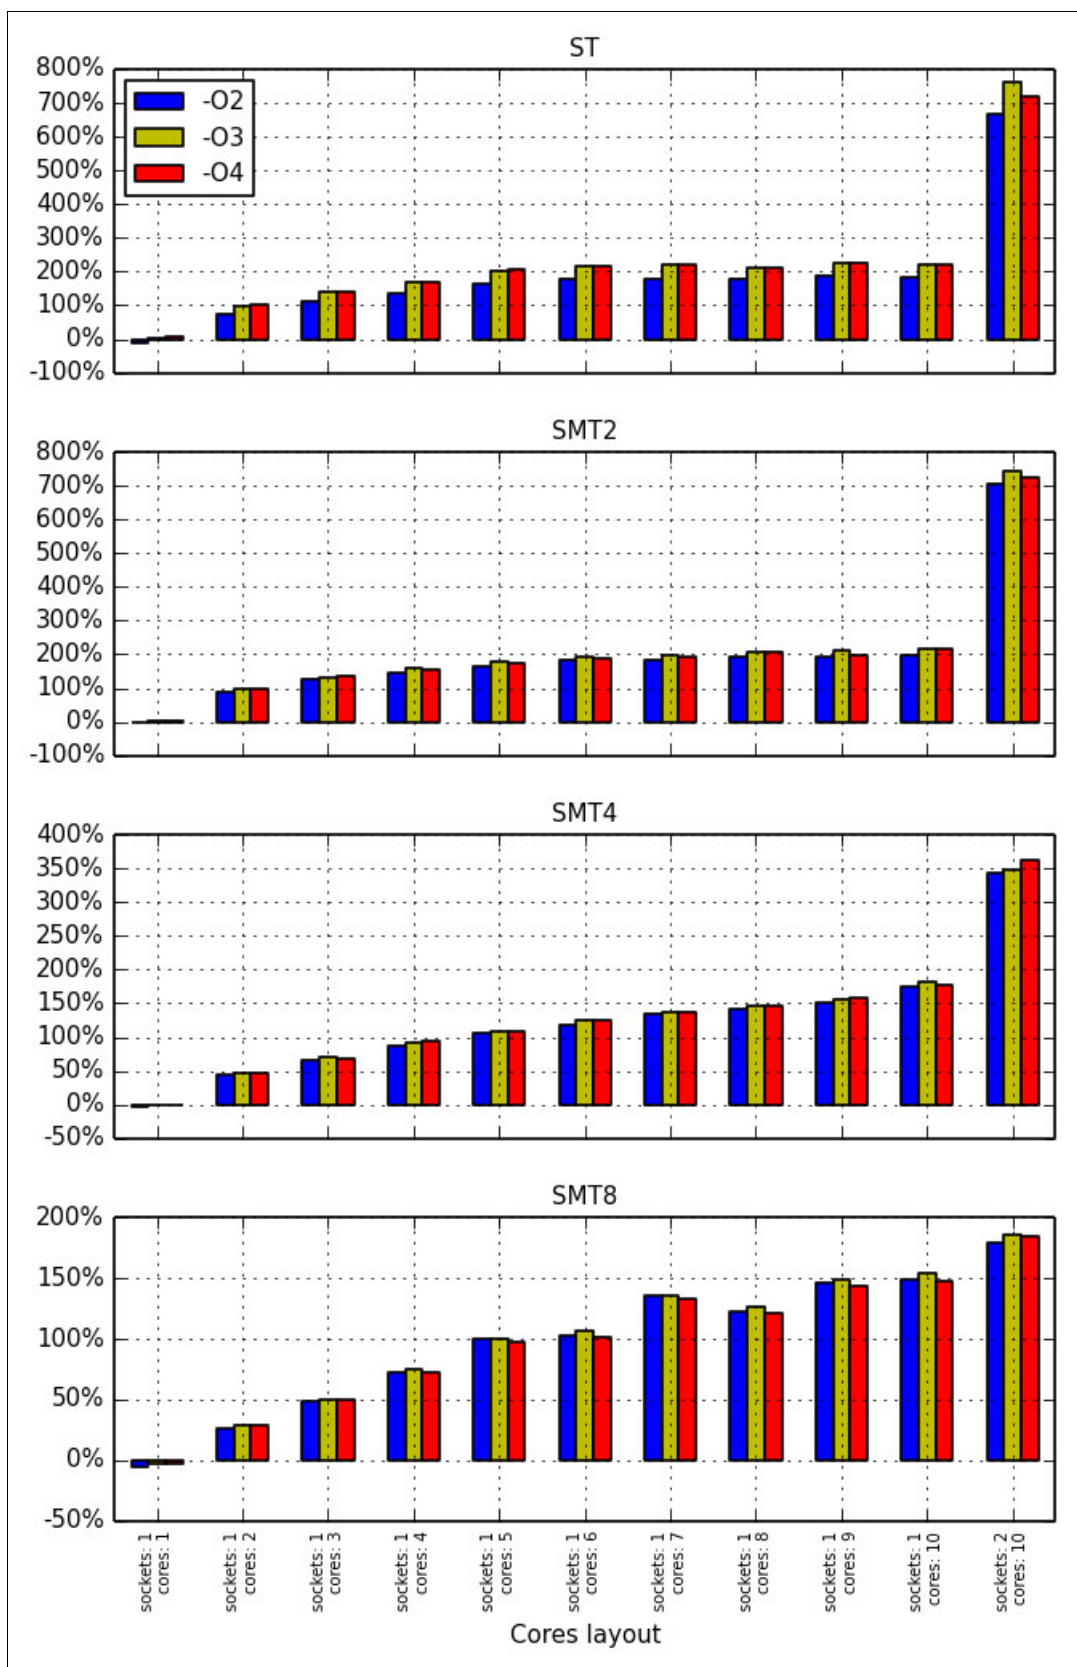 ST
800%
700%
600%
500%
400%
300%
200%
100%
0%
-100%
-O2
-O3
-O4
SMT2
800%
700%
600%
500%
400%
300%
200%
100%
0%
-100%
SMT4
400%
350%
300%
250%
200%
150%
100%
50%
0%
-50%
SMT8
200%
150%
100%
50%
0%
-50%
sockets: 1
cores: 1
sockets: 1
cores: 2
sockets: 1
cores: 3
sockets: 1
cores: 4
sockets: 1
cores: 5
sockets: 1
cores: 6
sockets: 1
cores: 7
sockets: 1
cores: 8
sockets: 1
cores: 9
sockets: 1
cores: 10
sockets: 2
cores: 10
Cores layout